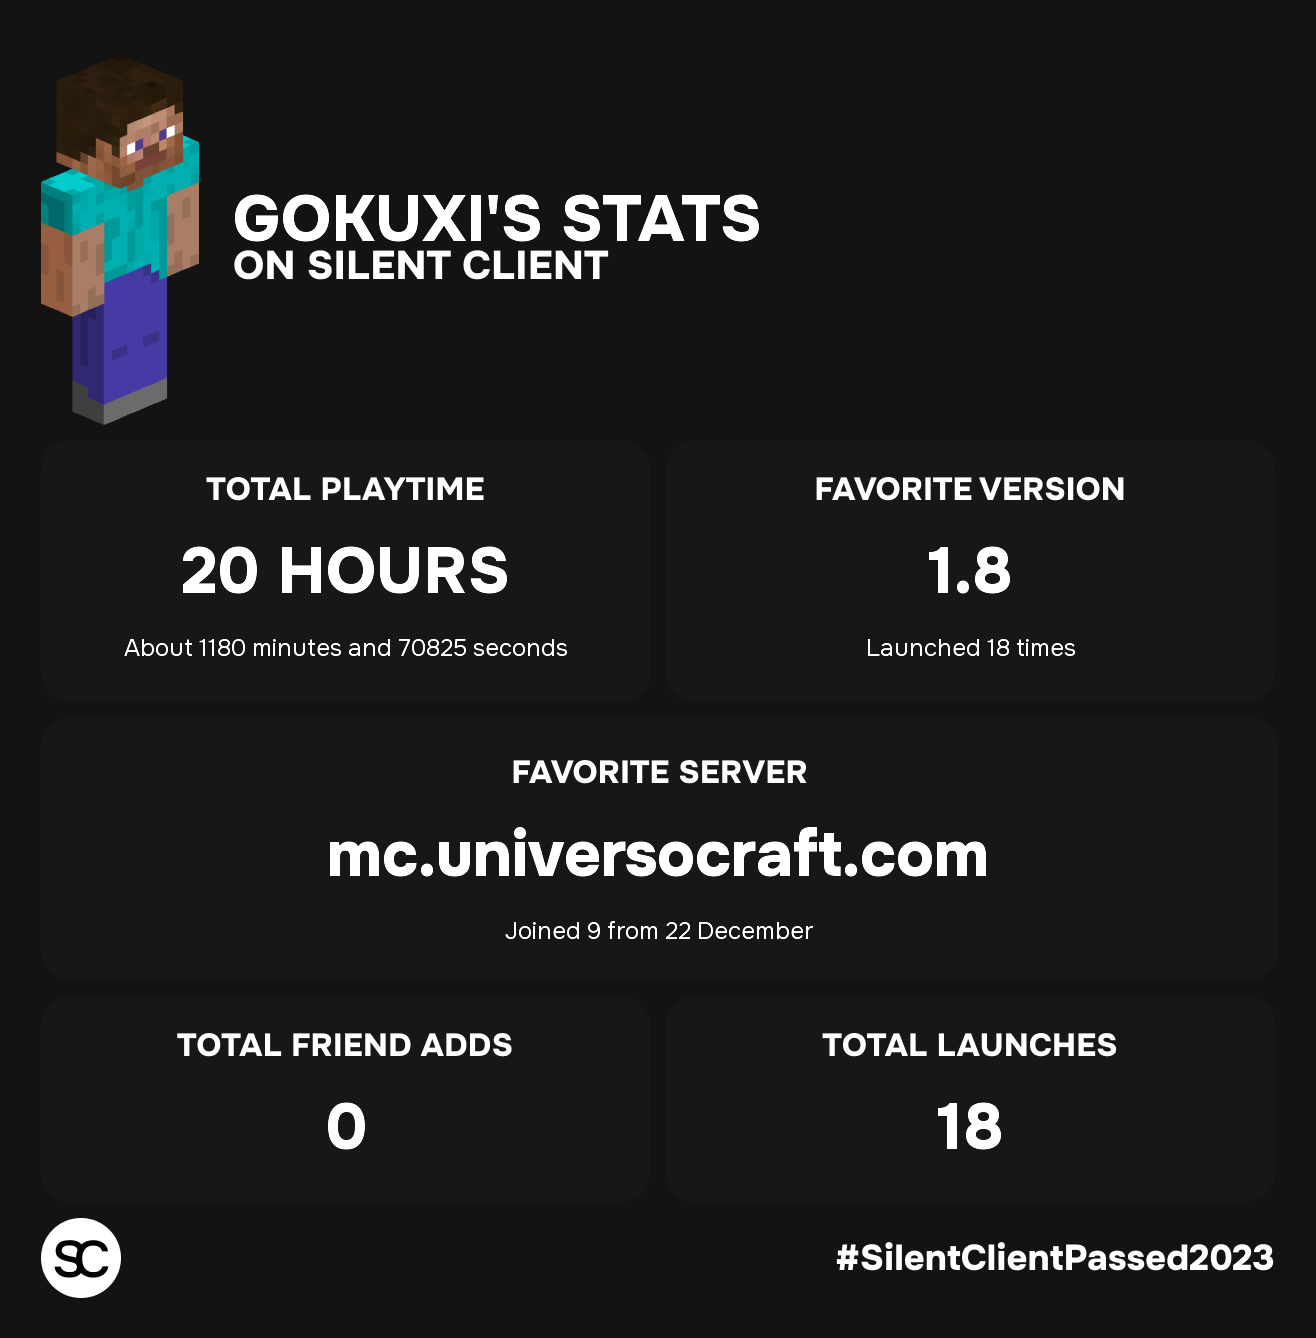 GOKUXI'S STATS
ON SILENT CLIENT
TOTAL PLAYTIME
20 HOURS
About 1180 minutes and 70825 seconds
FAVORITE VERSION
1.8
Launched 18 times
FAVORITE SERVER
mc.universocraft.com
Joined 9 from 22 December
TOTAL FRIEND ADDS
0
TOTAL LAUNCHES
18
SC
#SilentClientPassed2023